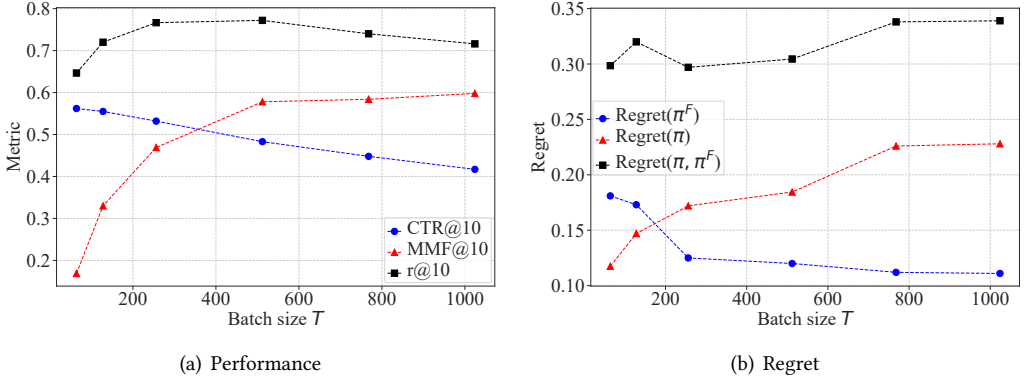 0.8
0.7
0.6
0.5
0.4
0.3
0.2
Metric
CTR@10
MMF@10
r@10
200 400 600 800 1000
Batch size T
(a) Performance
0.35
0.30
0.25
0.20
0.15
0.10
Regret
Regret(π^F)
Regret(π)
Regret(π, π^F)
200 400 600 800 1000
Batch size T
(b) Regret